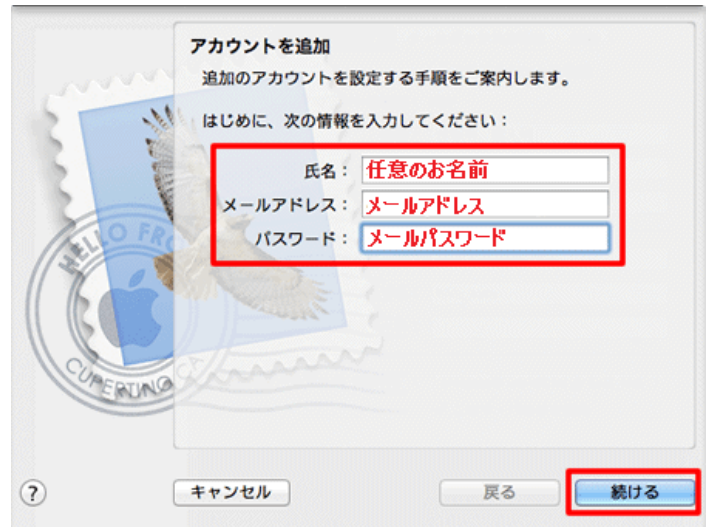 アカウントを追加
追加のアカウントを設定する手順をご案内します。
はじめに、次の情報を入力してください：
氏名： 任意のお名前
メールアドレス： メールアドレス
パスワード： メールパスワード
HELLO FRO
CUPERTINO CA
? キャンセル 戻る 続ける